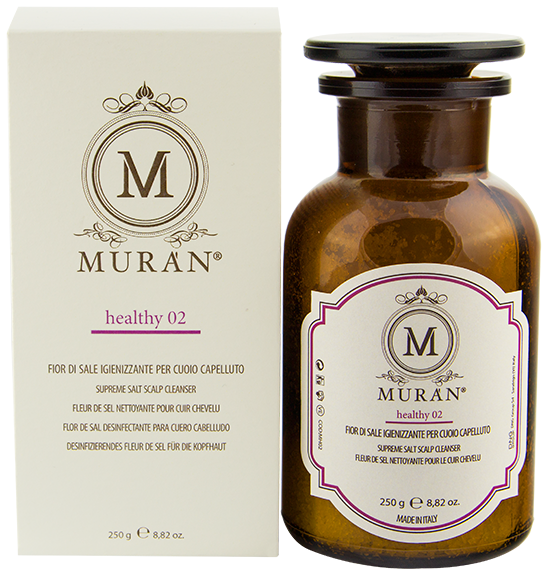 M
MURÁN®
healthy 02
FIOR DI SALE IGIENIZZANTE PER CUOIO CAPELLUTO
SUPREME SALT SCALP CLEANSER
FLEUR DE SEL NETTOYANTE POUR CUIR CHEVELU
FLOR DE SAL DESINFECTANTE PARA CUERO CABELLUDO
DESINFIZIERENDES FLEUR DE SEL FÜR DIE KOPFHAUT
250 g ℮ 8,82 oz.
M
MURÁN®
healthy 02
FIOR DI SALE IGIENIZZANTE PER CUOIO CAPELLUTO
SUPREME SALT SCALP CLEANSER
FLEUR DE SEL NETTOYANTE POUR LE CUIR CHEVELU
250 g ℮ 8,82 oz.
MADE IN ITALY